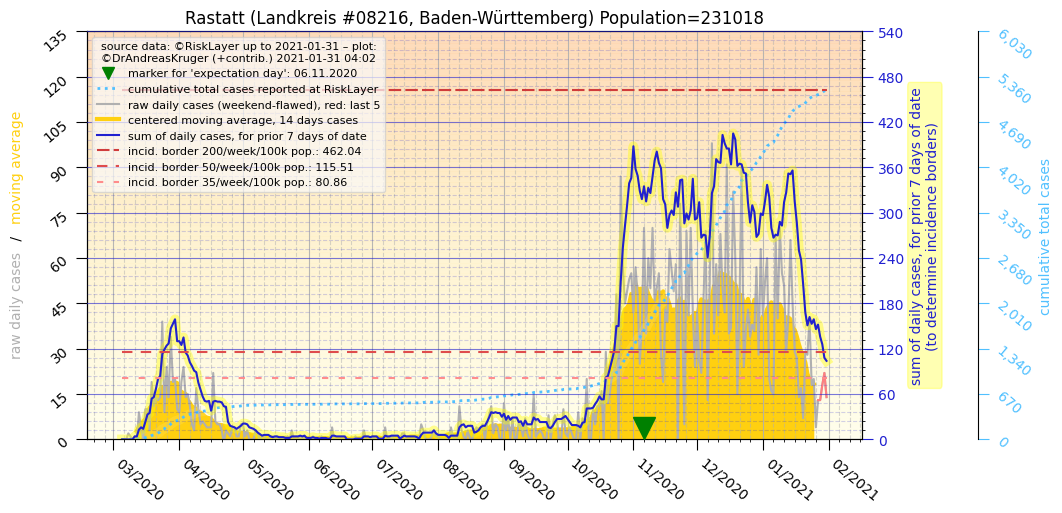 Rastatt (Landkreis #08216, Baden-Württemberg) Population=231018
source data: ©RiskLayer up to 2021-01-31 – plot:
©DrAndreasKruger (+contrib.) 2021-01-31 04:02
marker for 'expectation day': 06.11.2020
cumulative total cases reported at RiskLayer
raw daily cases (weekend-flawed), red: last 5
centered moving average, 14 days cases
sum of daily cases, for prior 7 days of date
incid. border 200/week/100k pop.: 462.04
incid. border 50/week/100k pop.: 115.51
incid. border 35/week/100k pop.: 80.86
raw daily cases / moving average
135
120
105
90
75
60
45
30
15
0
03/2020
04/2020
05/2020
06/2020
07/2020
08/2020
09/2020
10/2020
11/2020
12/2020
01/2021
02/2021
540
480
420
360
300
240
180
120
60
0
sum of daily cases, for prior 7 days of date
(to determine incidence borders)
6,030
5,360
4,690
4,020
3,350
2,680
2,010
1,340
670
0
cumulative total cases